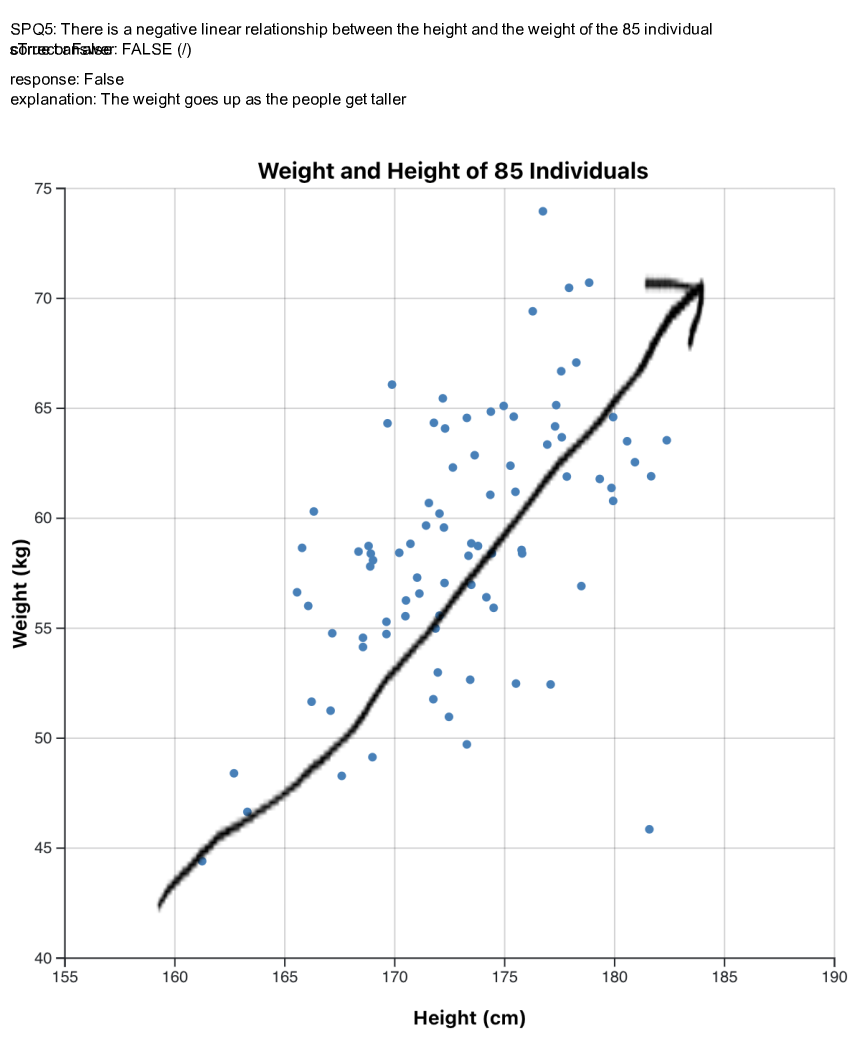 SPQ5: There is a negative linear relationship between the height and the weight of the 85 individual
FALSE (/)
response: False
explanation: The weight goes up as the people get taller
Weight and Height of 85 Individuals
75
70
65
60
55
50
45
40
Weight (kg)
155 160 165 170 175 180 185 190
Height (cm)